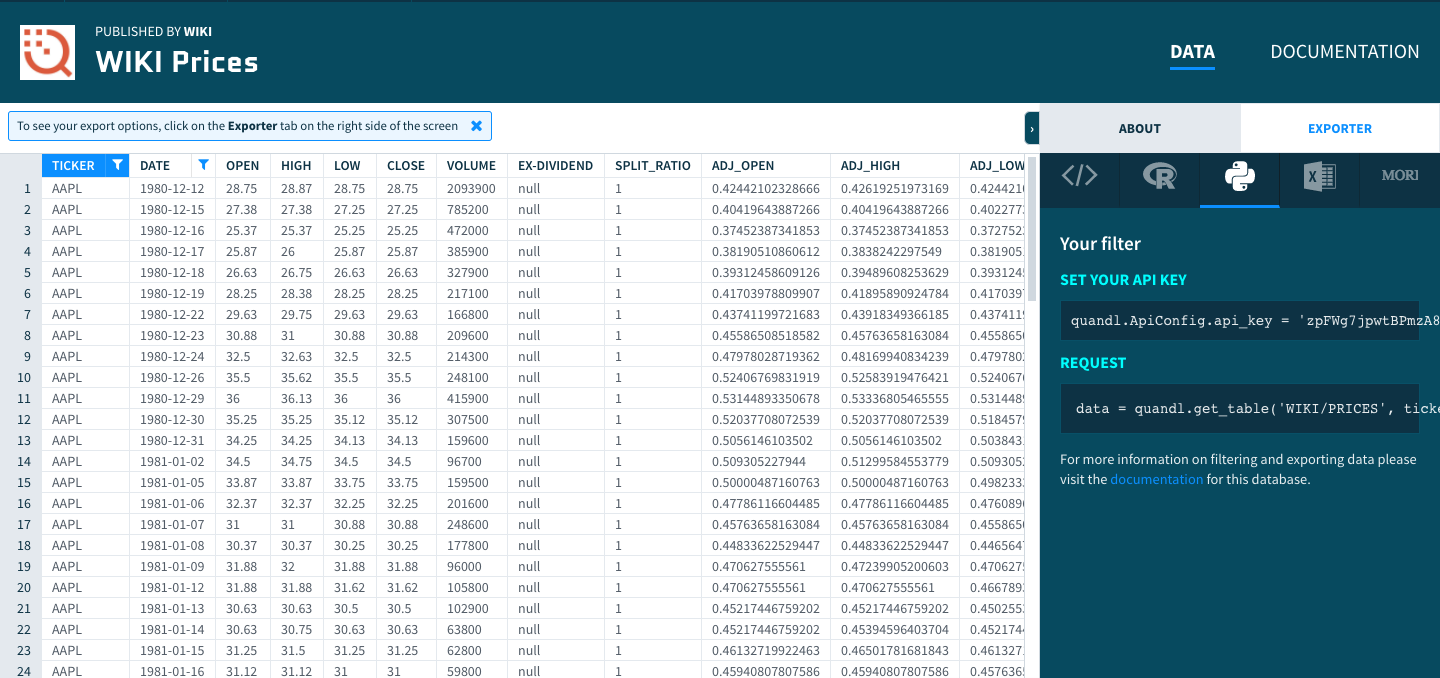 PUBLISHED BY WIKI
WIKI Prices
DATA DOCUMENTATION
To see your export options, click on the Exporter tab on the right side of the screen ✖
› ABOUT EXPORTER
TICKER DATE OPEN HIGH LOW CLOSE VOLUME EX-DIVIDEND SPLIT_RATIO ADJ_OPEN ADJ_HIGH ADJ_LOW
1 AAPL 1980-12-12 28.75 28.87 28.75 28.75 2093900 null 1 0.42442102328666 0.42619251973169 0.424421
2 AAPL 1980-12-15 27.38 27.38 27.25 27.25 785200 null 1 0.40419643887266 0.40419643887266 0.402277
3 AAPL 1980-12-16 25.37 25.37 25.25 25.25 472000 null 1 0.37452387341853 0.37452387341853 0.372752
4 AAPL 1980-12-17 25.87 26 25.87 25.87 385900 null 1 0.38190510860612 0.3838242297549 0.381905
5 AAPL 1980-12-18 26.63 26.75 26.63 26.63 327900 null 1 0.39312458609126 0.39489608253629 0.393124
6 AAPL 1980-12-19 28.25 28.38 28.25 28.25 217100 null 1 0.41703978809907 0.41895890924784 0.417039
7 AAPL 1980-12-22 29.63 29.75 29.63 29.63 166800 null 1 0.43741199721683 0.43918349366185 0.437411
8 AAPL 1980-12-23 30.88 31 30.88 30.88 209600 null 1 0.45586508518582 0.45763658163084 0.455865
9 AAPL 1980-12-24 32.5 32.63 32.5 32.5 214300 null 1 0.47978028719362 0.48169940834239 0.479780
10 AAPL 1980-12-26 35.5 35.62 35.5 35.5 248100 null 1 0.52406769831919 0.52583919476421 0.524067
11 AAPL 1980-12-29 36 36.13 36 36 415900 null 1 0.53144893350678 0.53336805465555 0.531448
12 AAPL 1980-12-30 35.25 35.25 35.12 35.12 307500 null 1 0.52037708072539 0.52037708072539 0.518457
13 AAPL 1980-12-31 34.25 34.25 34.13 34.13 159600 null 1 0.5056146103502 0.5056146103502 0.503843
14 AAPL 1981-01-02 34.5 34.75 34.5 34.5 96700 null 1 0.509305227944 0.51299584553779 0.509305
15 AAPL 1981-01-05 33.87 33.87 33.75 33.75 159500 null 1 0.50000487160763 0.50000487160763 0.498233
16 AAPL 1981-01-06 32.37 32.37 32.25 32.25 201600 null 1 0.47786116604485 0.47786116604485 0.476089
17 AAPL 1981-01-07 31 31 30.88 30.88 248600 null 1 0.45763658163084 0.45763658163084 0.455865
18 AAPL 1981-01-08 30.37 30.37 30.25 30.25 177800 null 1 0.44833622529447 0.44833622529447 0.446564
19 AAPL 1981-01-09 31.88 32 31.88 31.88 96000 null 1 0.470627555561 0.47239905200603 0.470627
20 AAPL 1981-01-12 31.88 31.88 31.62 31.62 105800 null 1 0.470627555561 0.470627555561 0.466789
21 AAPL 1981-01-13 30.63 30.63 30.5 30.5 102900 null 1 0.45217446759202 0.45217446759202 0.450255
22 AAPL 1981-01-14 30.63 30.75 30.63 30.63 63800 null 1 0.45217446759202 0.45394596403704 0.452174
23 AAPL 1981-01-15 31.25 31.5 31.25 31.25 62800 null 1 0.46132719922463 0.46501781681843 0.461327
24 AAPL 1981-01-16 31.12 31.12 31 31 59800 null 1 0.45940807807586 0.45940807807586 0.457636
</> R X MORE
Your filter
SET YOUR API KEY
quandl.ApiConfig.api_key = 'zpFWg7jpwtBPmzA8
REQUEST
data = quandl.get_table('WIKI/PRICES', ticke
For more information on filtering and exporting data please
visit the documentation for this database.